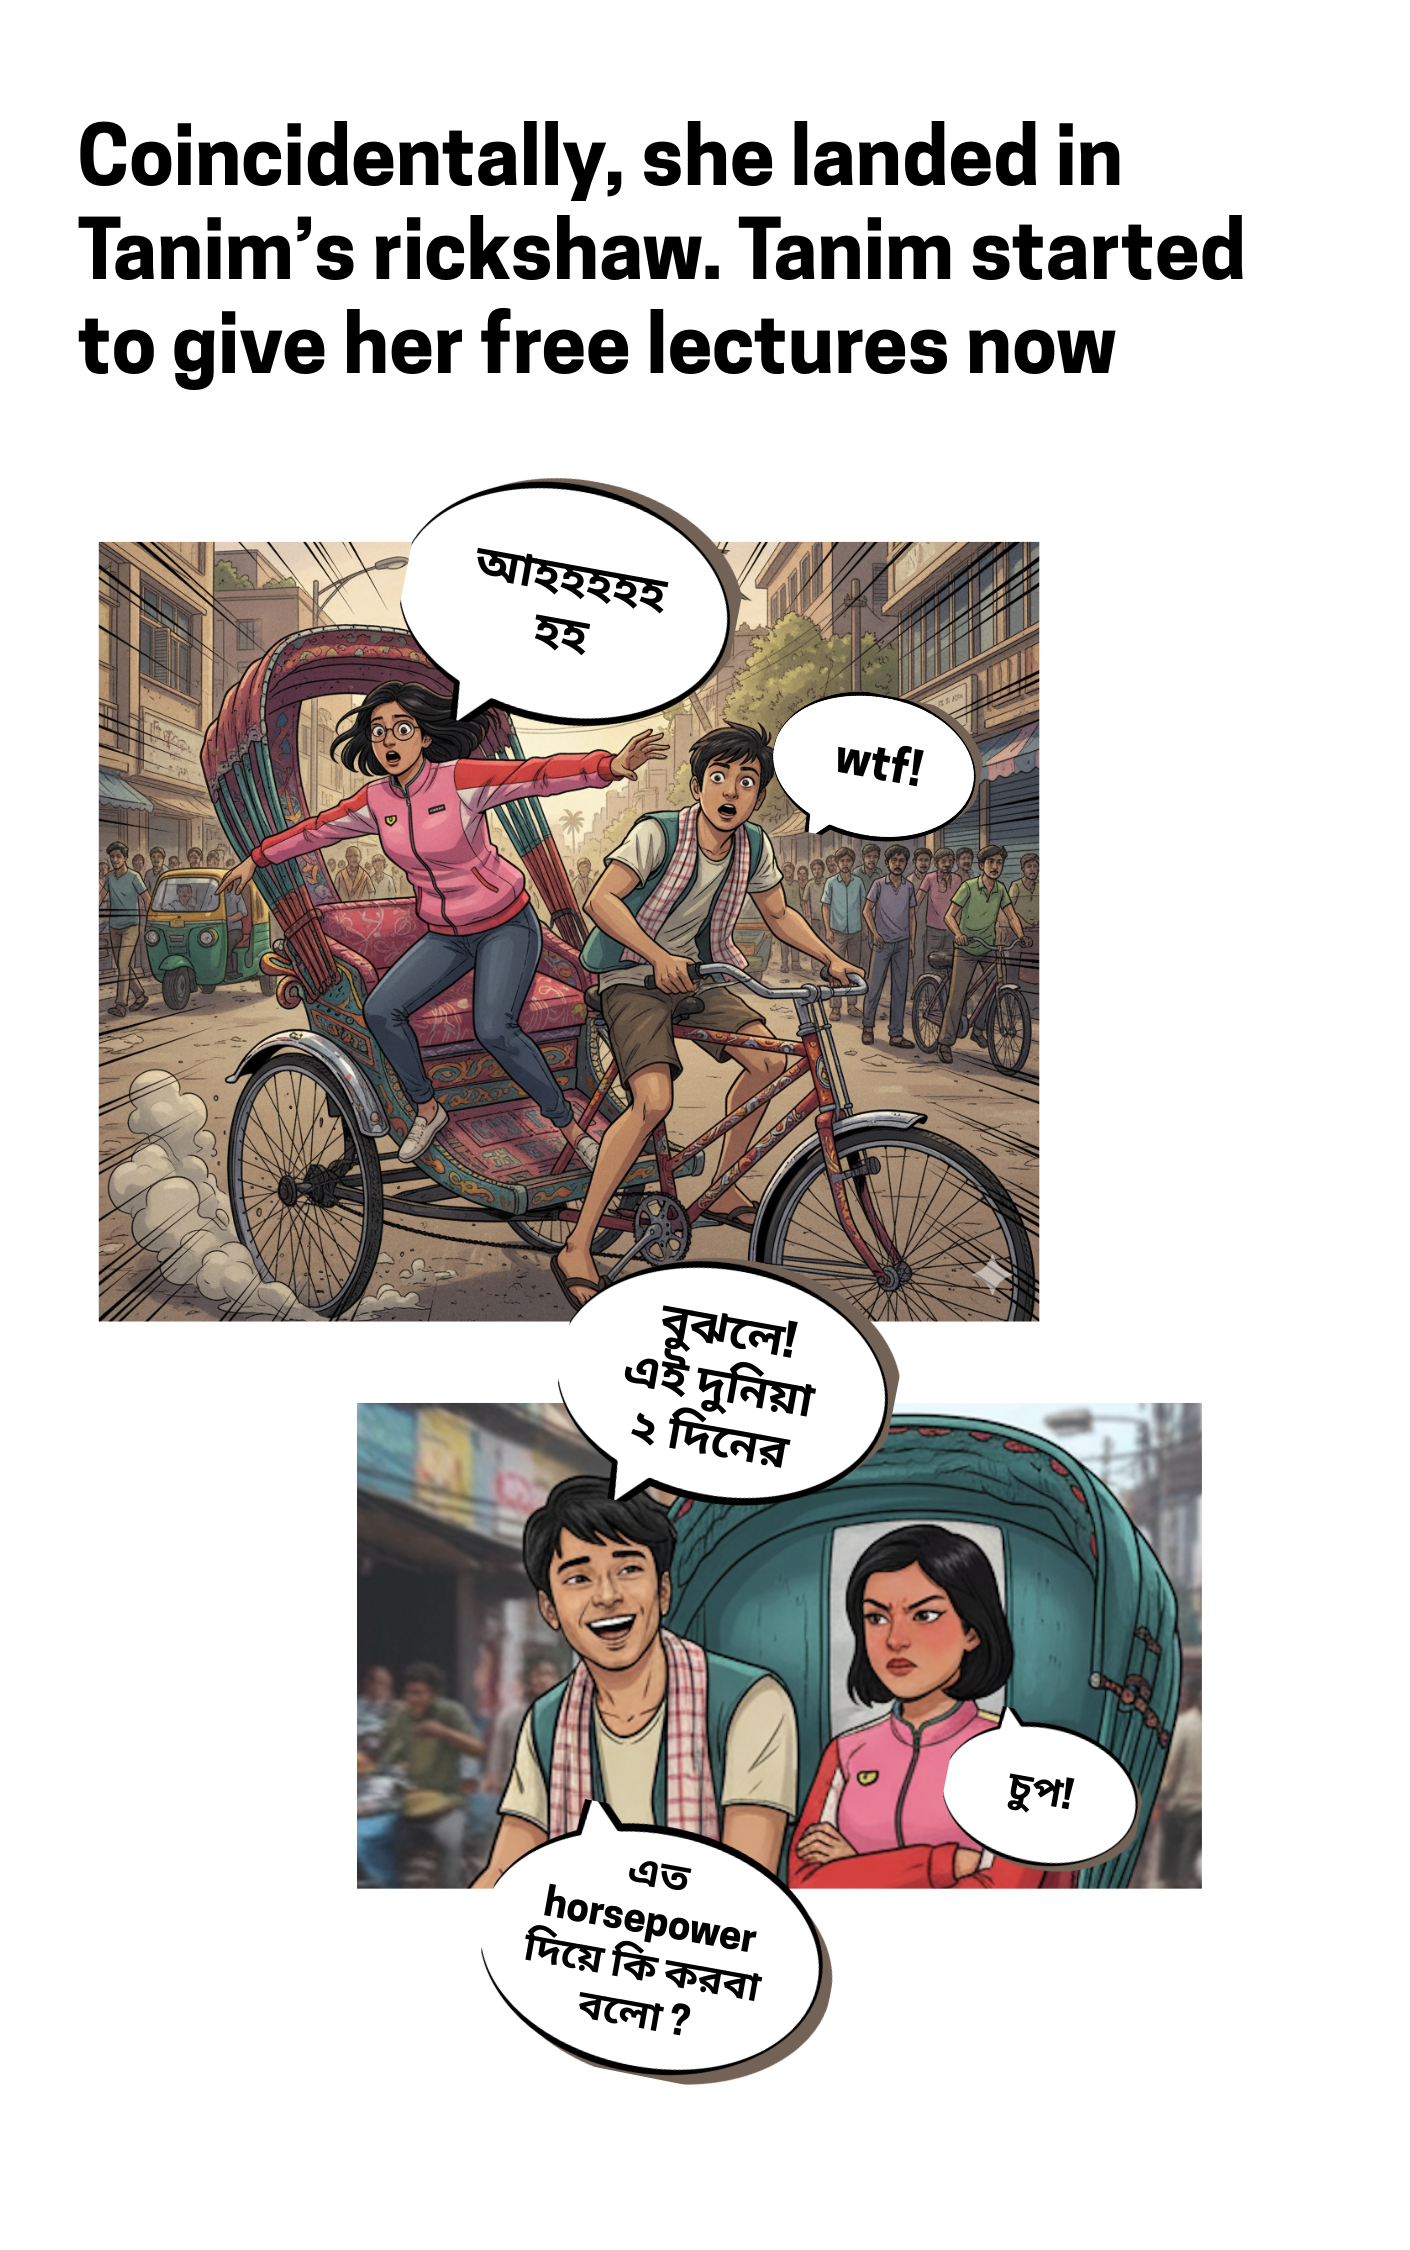 Coincidentally, she landed in
Tanim’s rickshaw. Tanim started
to give her free lectures now
আহহহহহ
হহ
wtf!
বুঝলে!
এই দুনিয়া
২ দিনের
চুপ!
এত
horsepower
দিয়ে কি করবা
বলো ?